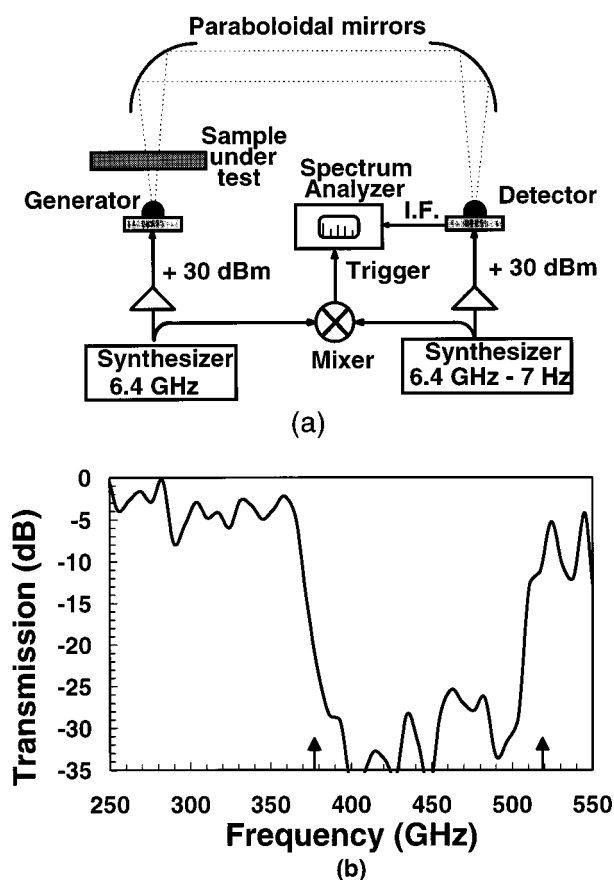 Paraboloidal mirrors
Sample
under
test
Spectrum
Analyzer
Generator
Detector
I.F.
+ 30 dBm
Trigger
+ 30 dBm
Synthesizer
6.4 GHz
Mixer
Synthesizer
6.4 GHz - 7 Hz
(a)
Transmission (dB)
0
-5
-10
-15
-20
-25
-30
-35
250 300 350 400 450 500 550
Frequency (GHz)
(b)